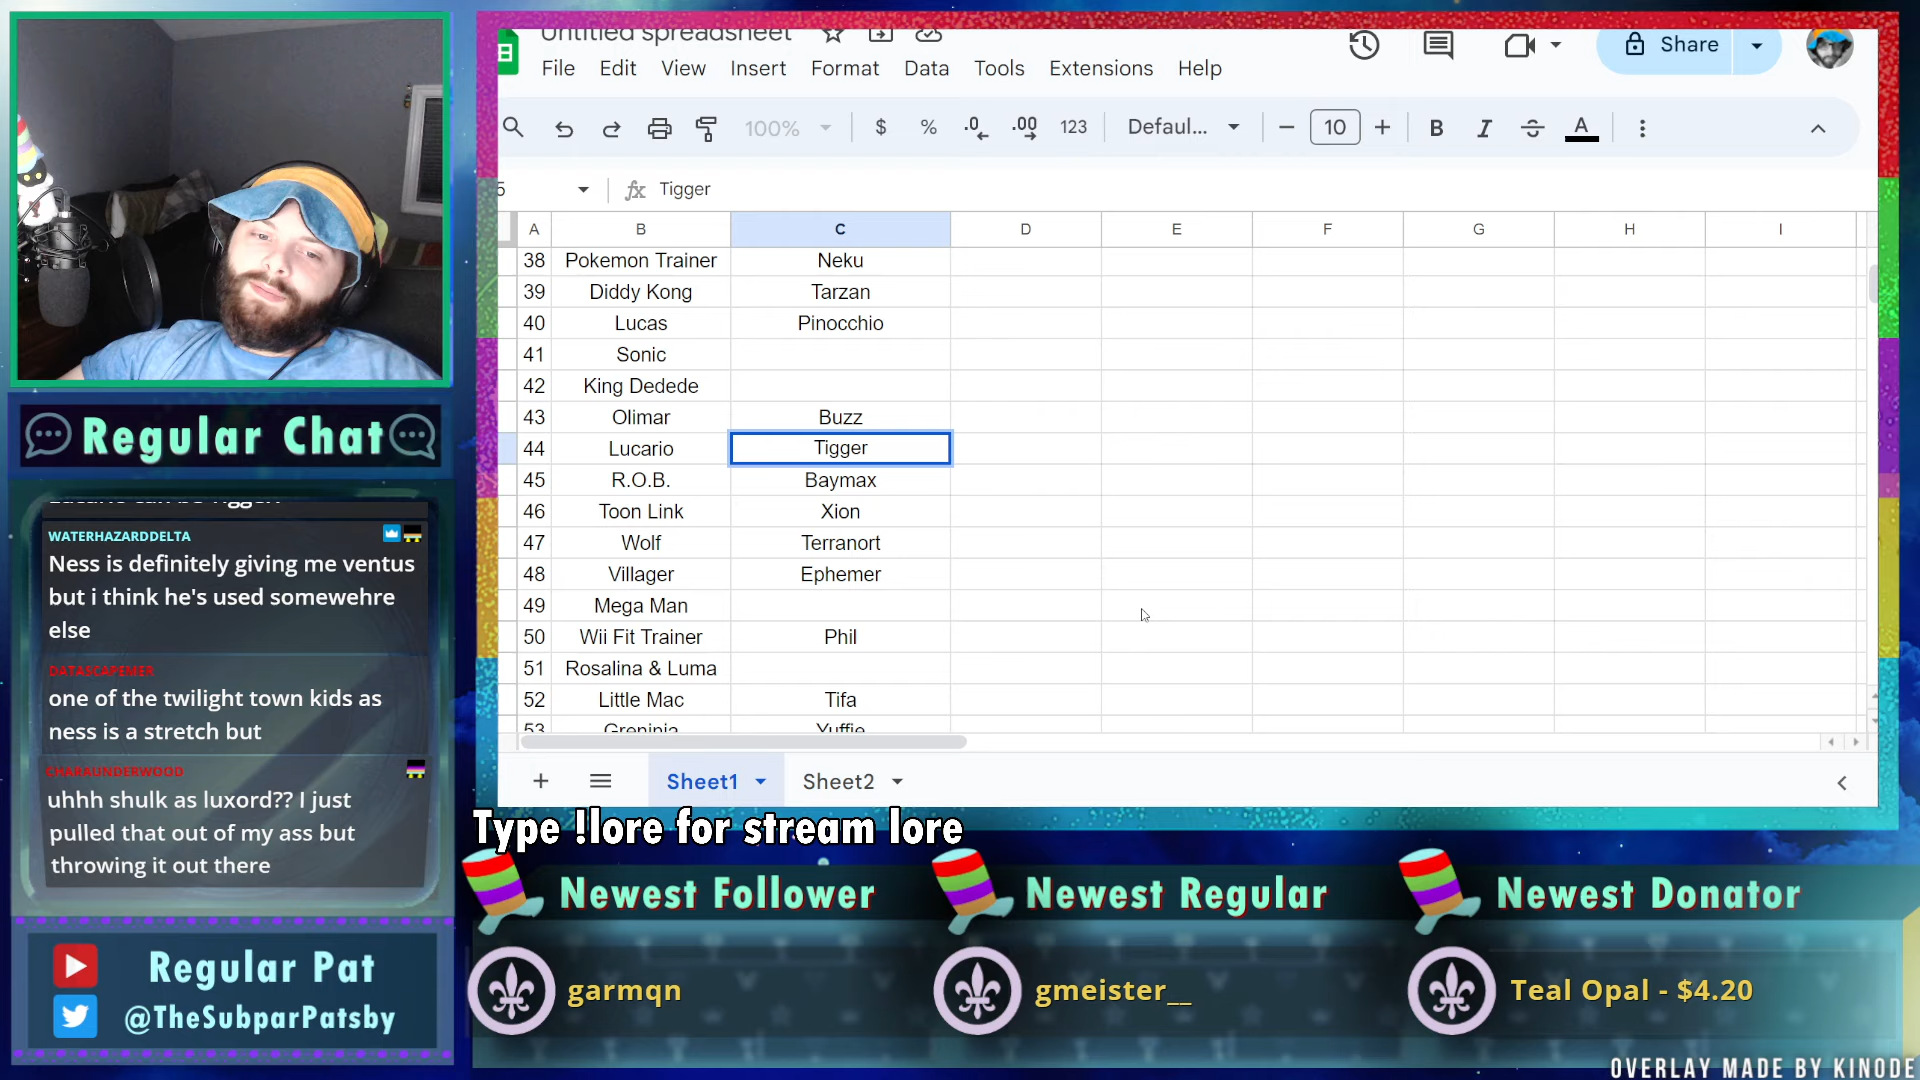 Untitled spreadsheet
File Edit View Insert Format Data Tools Extensions Help
Share
100% $ % .0 .00 123 Defaul... 10 B I S A
5 fx Tigger
A B C D E F G H I
38 Pokemon Trainer Neku
39 Diddy Kong Tarzan
40 Lucas Pinocchio
41 Sonic
42 King Dedede
43 Olimar Buzz
44 Lucario Tigger
45 R.O.B. Baymax
46 Toon Link Xion
47 Wolf Terranort
48 Villager Ephemer
49 Mega Man
50 Wii Fit Trainer Phil
51 Rosalina & Luma
52 Little Mac Tifa
53 Greninja Yuffie
Sheet1 Sheet2
Regular Chat
WATERHAZARDDELTA
Ness is definitely giving me ventus
but i think he's used somewehre
else
DATASCAPEMER
one of the twilight town kids as
ness is a stretch but
CHARAUNDERWOOD
uhhh shulk as luxord?? I just
pulled that out of my ass but
throwing it out there
Regular Pat
@TheSubparPatsby
Type !lore for stream lore
Newest Follower
garmqn
Newest Regular
gmeister__
Newest Donator
Teal Opal - $4.20
OVERLAY MADE BY KINODE